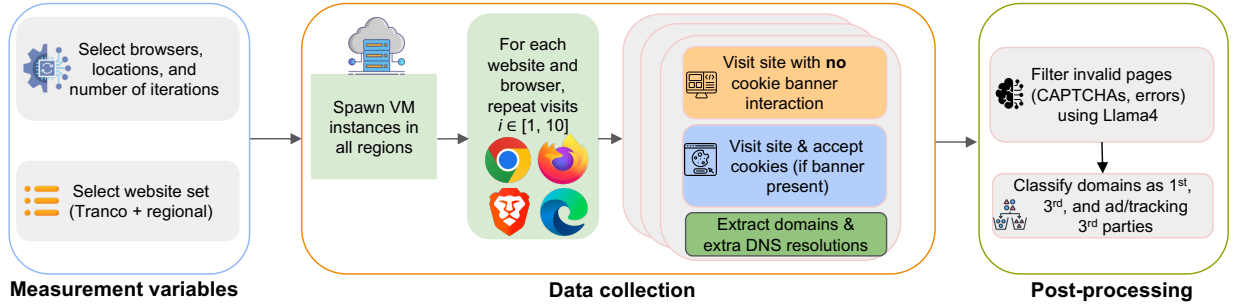 Select browsers,
locations, and
number of iterations
Select website set
(Tranco + regional)
Measurement variables
Spawn VM
instances in
all regions
For each
website and
browser,
repeat visits
i ∈ [1, 10]
Visit site with no
cookie banner
interaction
Visit site & accept
cookies (if banner
present)
Extract domains &
extra DNS resolutions
Data collection
Filter invalid pages
(CAPTCHAs, errors)
using Llama4
Classify domains as 1st,
3rd, and ad/tracking
3rd parties
Post-processing